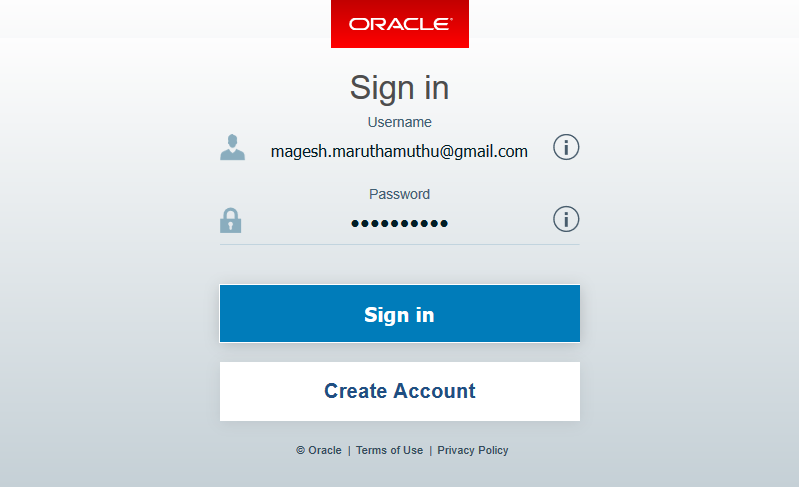 ORACLE®
Sign in
Username
magesh.maruthamuthu@gmail.com
Password
••••••••••
Sign in
Create Account
© Oracle | Terms of Use | Privacy Policy